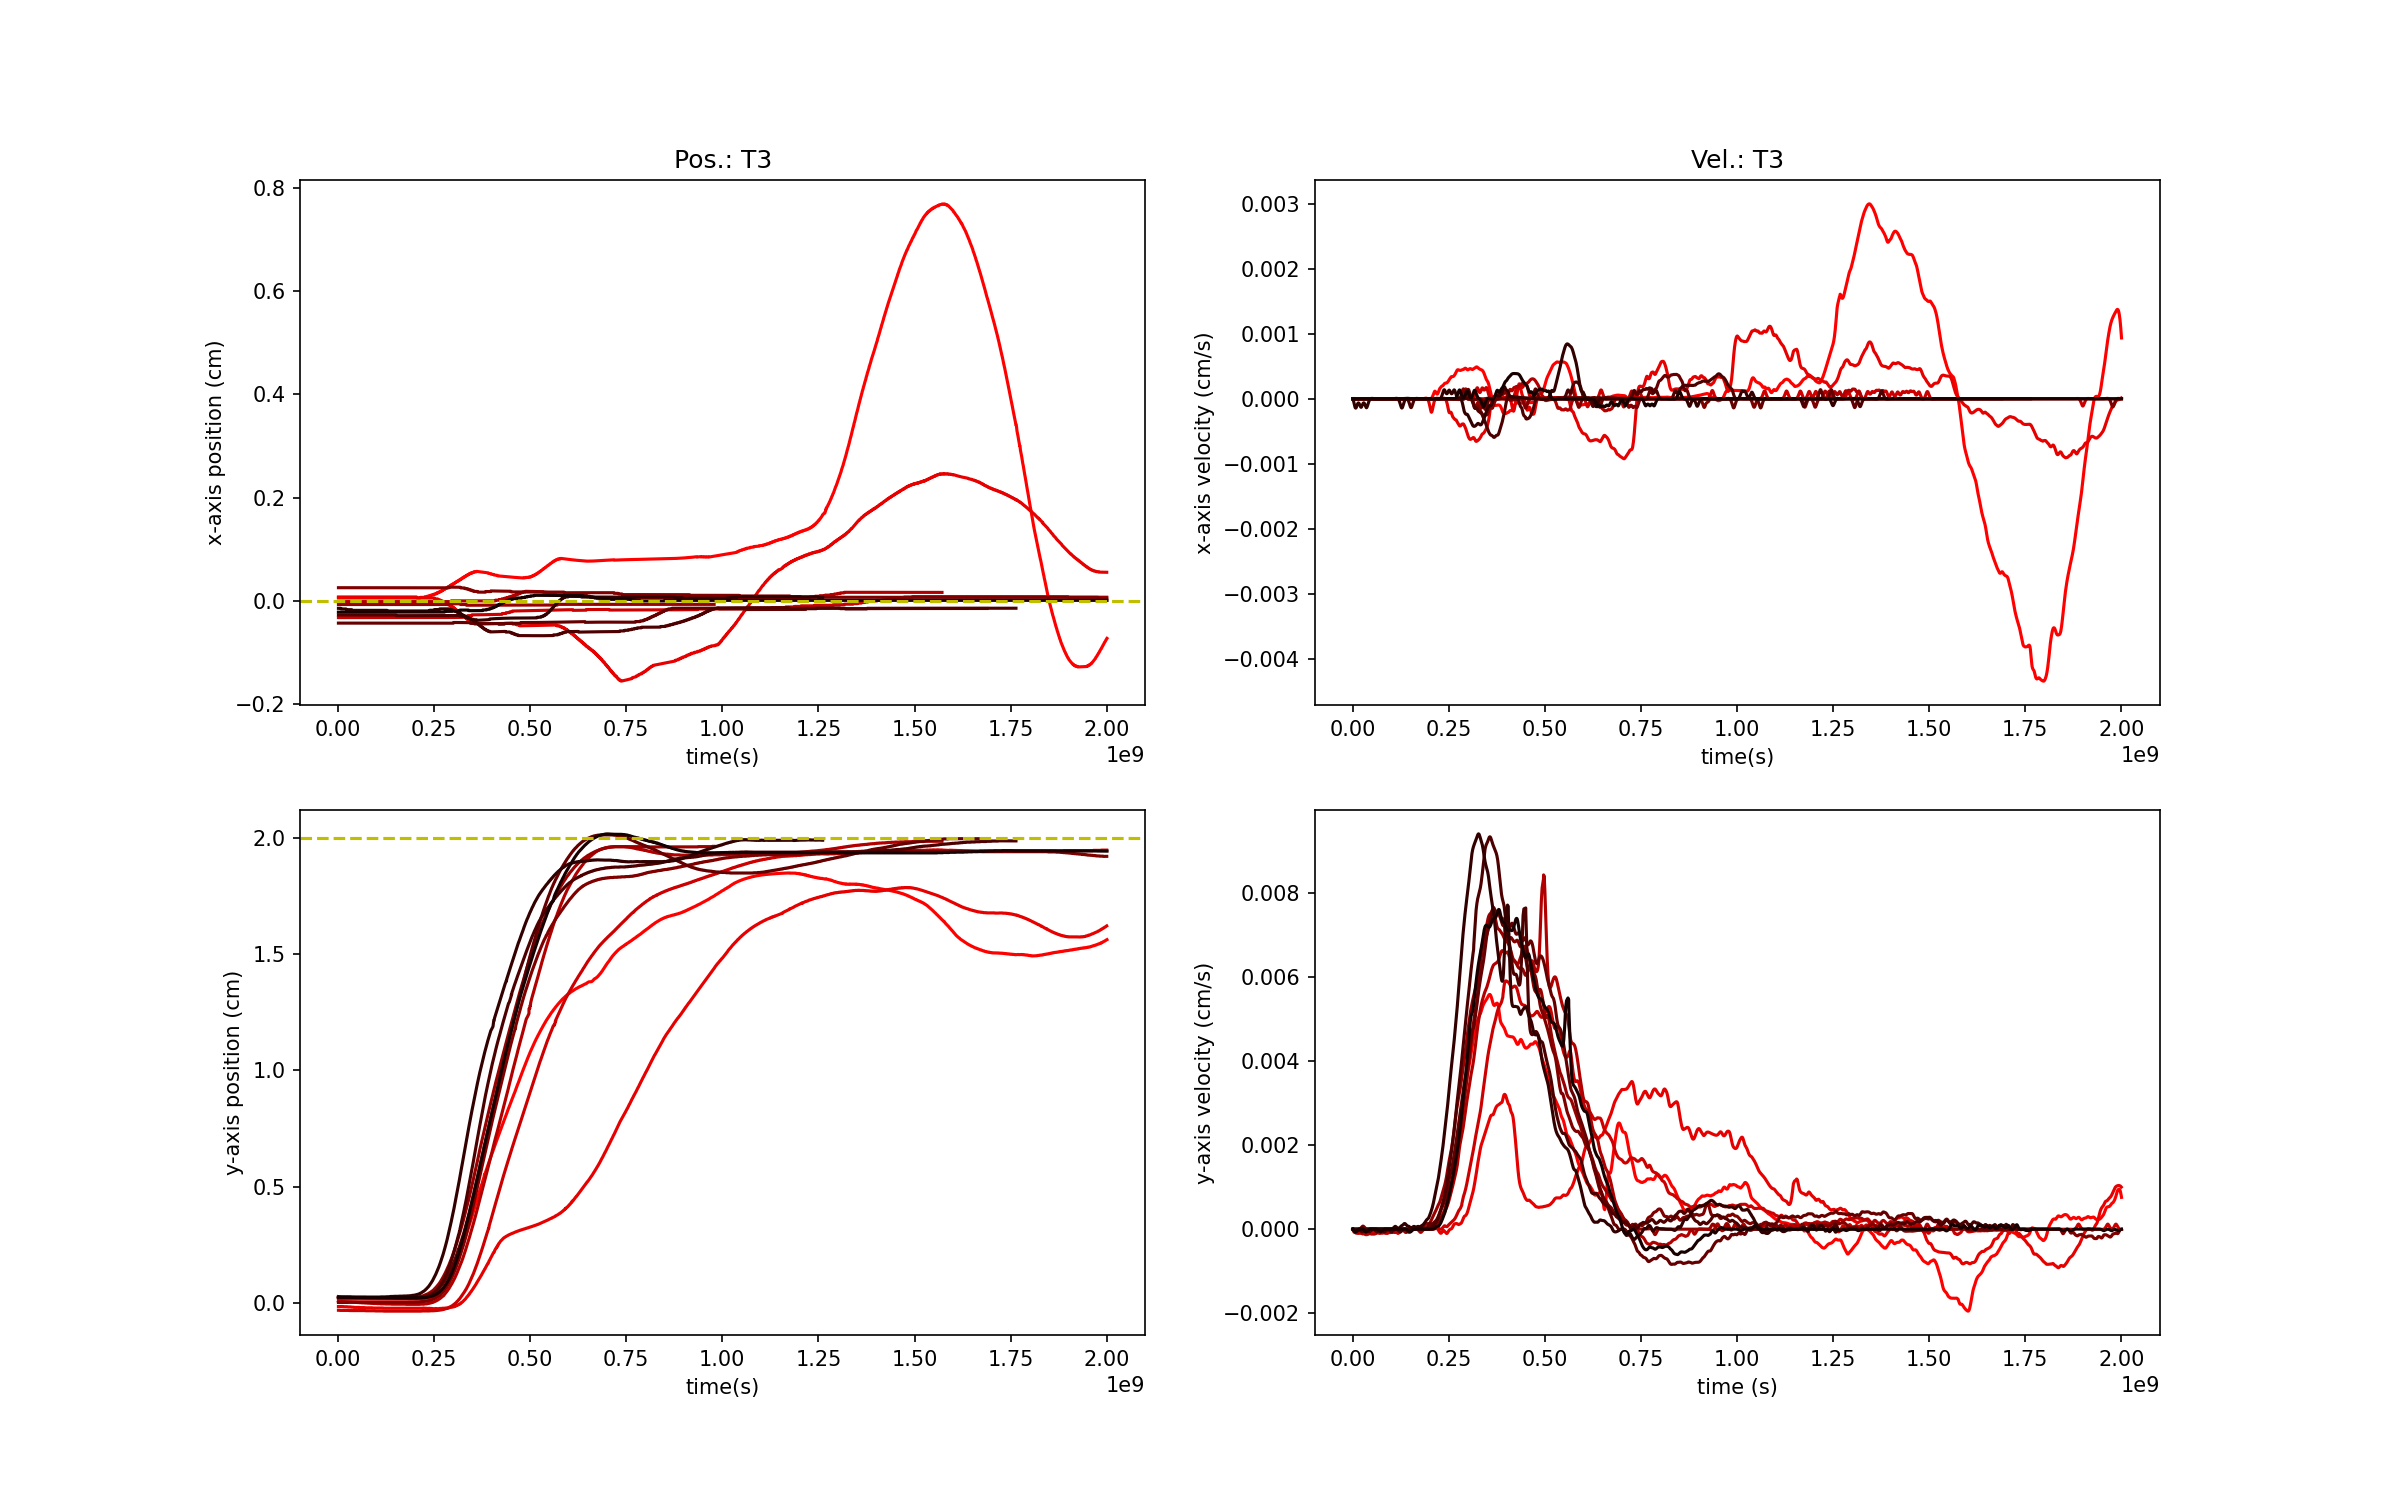 Pos.: T3
Vel.: T3
x-axis position (cm)
0.8
0.6
0.4
0.2
0.0
−0.2
0.00 0.25 0.50 0.75 1.00 1.25 1.50 1.75 2.00
1e9
time(s)
x-axis velocity (cm/s)
0.003
0.002
0.001
0.000
−0.001
−0.002
−0.003
−0.004
0.00 0.25 0.50 0.75 1.00 1.25 1.50 1.75 2.00
1e9
time(s)
y-axis position (cm)
2.0
1.5
1.0
0.5
0.0
0.00 0.25 0.50 0.75 1.00 1.25 1.50 1.75 2.00
1e9
time(s)
y-axis velocity (cm/s)
0.008
0.006
0.004
0.002
0.000
−0.002
0.00 0.25 0.50 0.75 1.00 1.25 1.50 1.75 2.00
1e9
time (s)